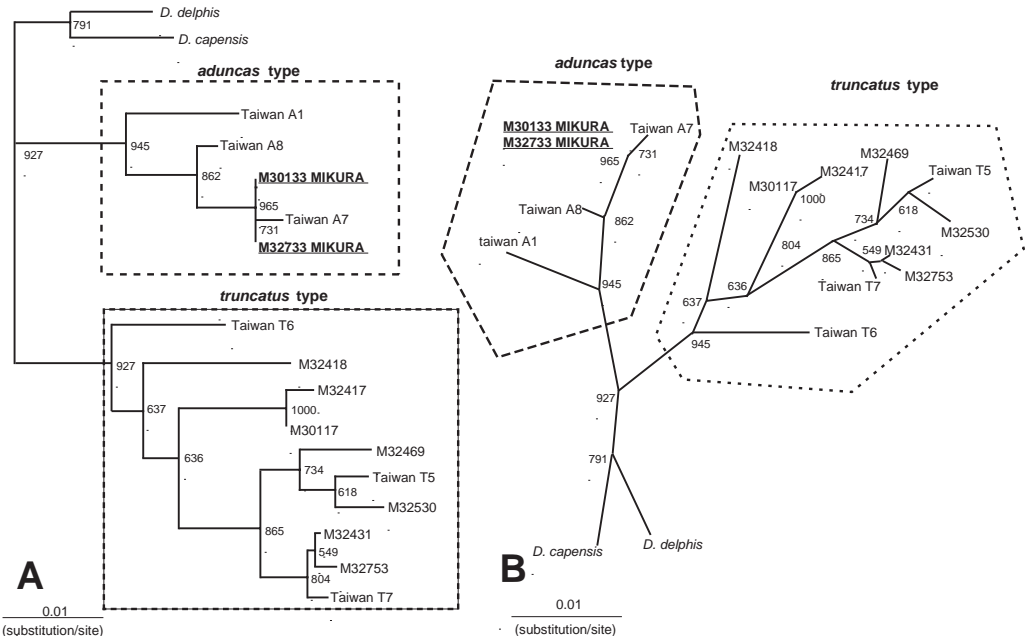 D. delphis
791
D. capensis
aduncas type
Taiwan A1
945
Taiwan A8
862
M30133 MIKURA
965
Taiwan A7
731
M32733 MIKURA
927
truncatus type
Taiwan T6
927
M32418
637
M32417
1000
M30117
636
M32469
734
Taiwan T5
618
M32530
865
M32431
549
M32753
804
Taiwan T7
A
0.01
(substitution/site)
aduncas type
M30133 MIKURA
M32733 MIKURA
Taiwan A7
965
731
Taiwan A8
862
taiwan A1
945
truncatus type
M32418
M32469
M32417
M30117
1000
Taiwan T5
734
618
M32530
804
549
M32431
865
M32753
Taiwan T7
636
637
Taiwan T6
945
927
791
D. capensis
D. delphis
B
0.01
(substitution/site)